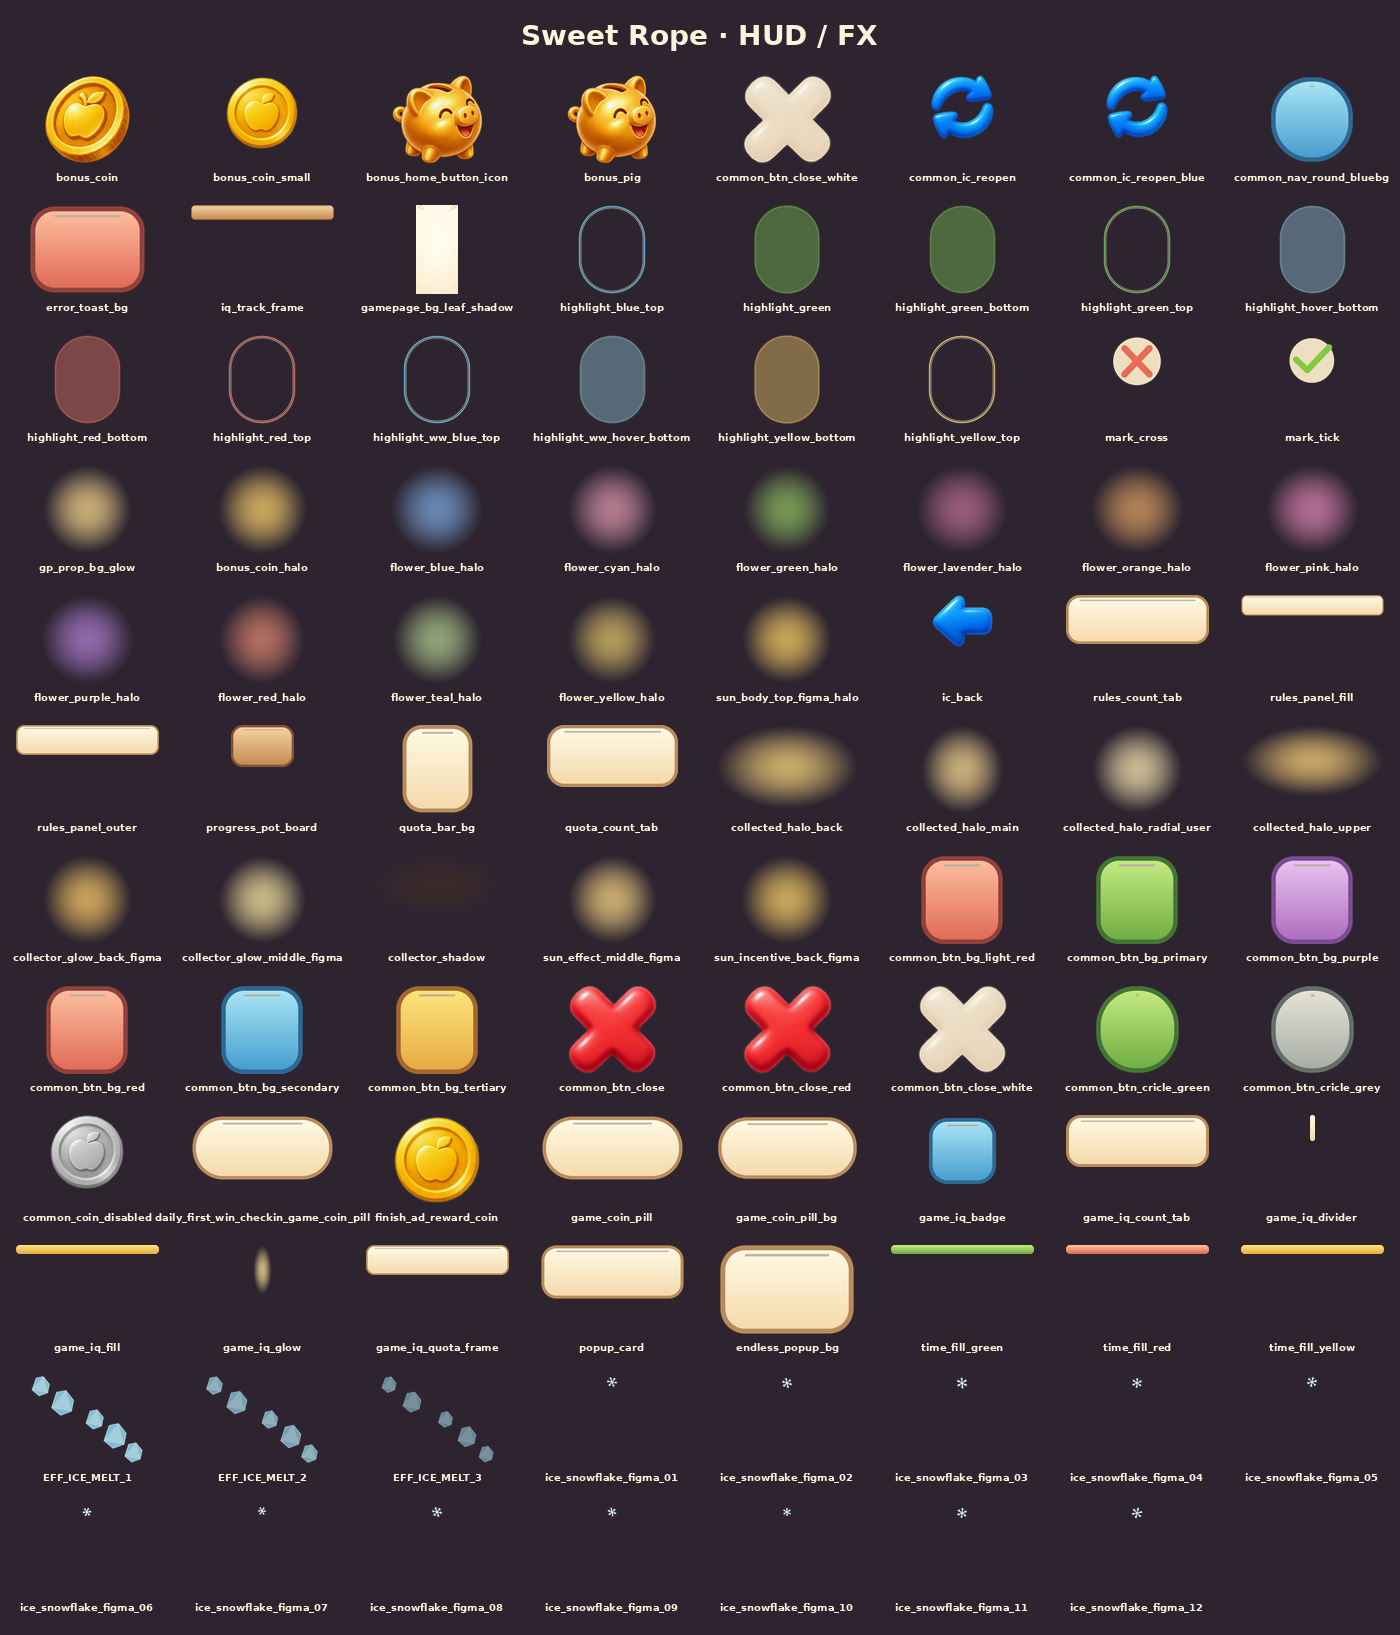 Sweet Rope · HUD / FX
bonus_coin bonus_coin_small bonus_home_button_icon bonus_pig common_btn_close_white common_ic_reopen common_ic_reopen_blue common_nav_round_bluebg
error_toast_bg iq_track_frame gamepage_bg_leaf_shadow highlight_blue_top highlight_green highlight_green_bottom highlight_green_top highlight_hover_bottom
highlight_red_bottom highlight_red_top highlight_ww_blue_top highlight_ww_hover_bottom highlight_yellow_bottom highlight_yellow_top mark_cross mark_tick
gp_prop_bg_glow bonus_coin_halo flower_blue_halo flower_cyan_halo flower_green_halo flower_lavender_halo flower_orange_halo flower_pink_halo
flower_purple_halo flower_red_halo flower_teal_halo flower_yellow_halo sun_body_top_figma_halo ic_back rules_count_tab rules_panel_fill
rules_panel_outer progress_pot_board quota_bar_bg quota_count_tab collected_halo_back collected_halo_main collected_halo_radial_user collected_halo_upper
collector_glow_back_figma collector_glow_middle_figma collector_shadow sun_effect_middle_figma sun_incentive_back_figma common_btn_bg_light_red common_btn_bg_primary common_btn_bg_purple
common_btn_bg_red common_btn_bg_secondary common_btn_bg_tertiary common_btn_close common_btn_close_red common_btn_close_white common_btn_cricle_green common_btn_cricle_grey
common_coin_disabled daily_first_win_checkin_game_coin_pill finish_ad_reward_coin game_coin_pill game_coin_pill_bg game_iq_badge game_iq_count_tab game_iq_divider
game_iq_fill game_iq_glow game_iq_quota_frame popup_card endless_popup_bg time_fill_green time_fill_red time_fill_yellow
EFF_ICE_MELT_1 EFF_ICE_MELT_2 EFF_ICE_MELT_3 ice_snowflake_figma_01 ice_snowflake_figma_02 ice_snowflake_figma_03 ice_snowflake_figma_04 ice_snowflake_figma_05
ice_snowflake_figma_06 ice_snowflake_figma_07 ice_snowflake_figma_08 ice_snowflake_figma_09 ice_snowflake_figma_10 ice_snowflake_figma_11 ice_snowflake_figma_12